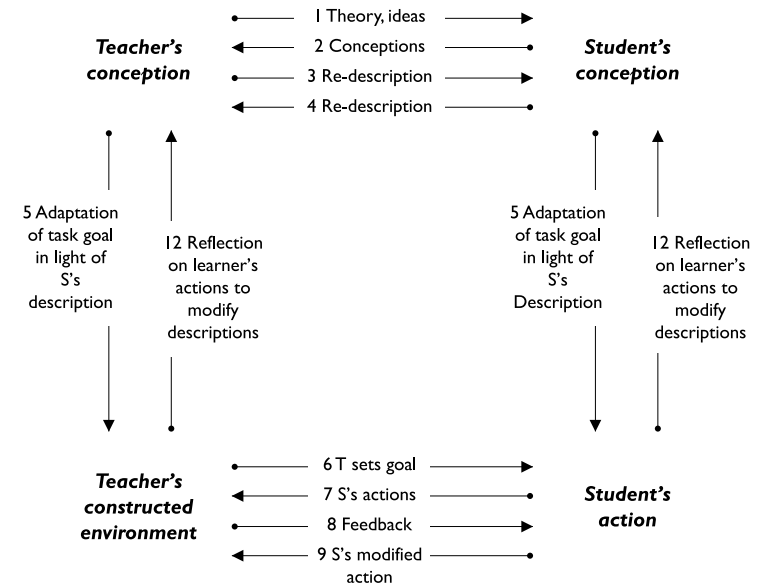 1 Theory, ideas
Teacher's
conception
2 Conceptions
3 Re-description
4 Re-description
Student's
conception
5 Adaptation
of task goal
in light of
S's
description
12 Reflection
on learner's
actions to
modify
descriptions
5 Adaptation
of task goal
in light of
S's
Description
12 Reflection
on learner's
actions to
modify
descriptions
Teacher's
constructed
environment
6 T sets goal
7 S's actions
8 Feedback
9 S's modified
action
Student's
action